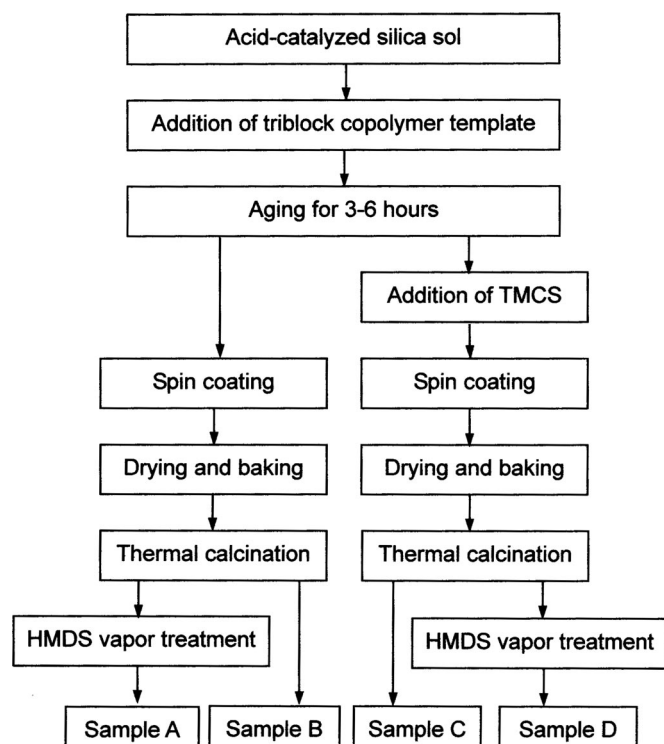 Acid-catalyzed silica sol
Addition of triblock copolymer template
Aging for 3-6 hours
Addition of TMCS
Spin coating
Spin coating
Drying and baking
Drying and baking
Thermal calcination
Thermal calcination
HMDS vapor treatment
HMDS vapor treatment
Sample A
Sample B
Sample C
Sample D